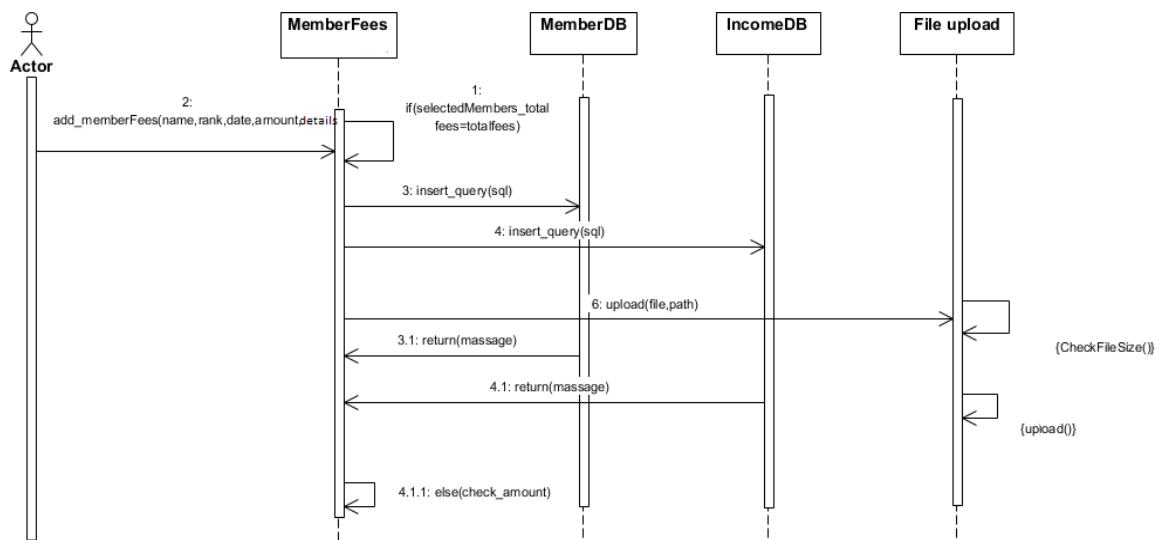 MemberFees
MemberDB
IncomeDB
File upload
Actor
2:
add_memberFees(name,rank,date,amount,details
1:
if(selectedMembers_total
fees=totalfees)
3: insert_query(sql)
4: insert_query(sql)
6: upload(file,path)
3.1: return(massage)
{CheckFileSize()}
4.1: return(massage)
{upload()}
4.1.1: else(check_amount)